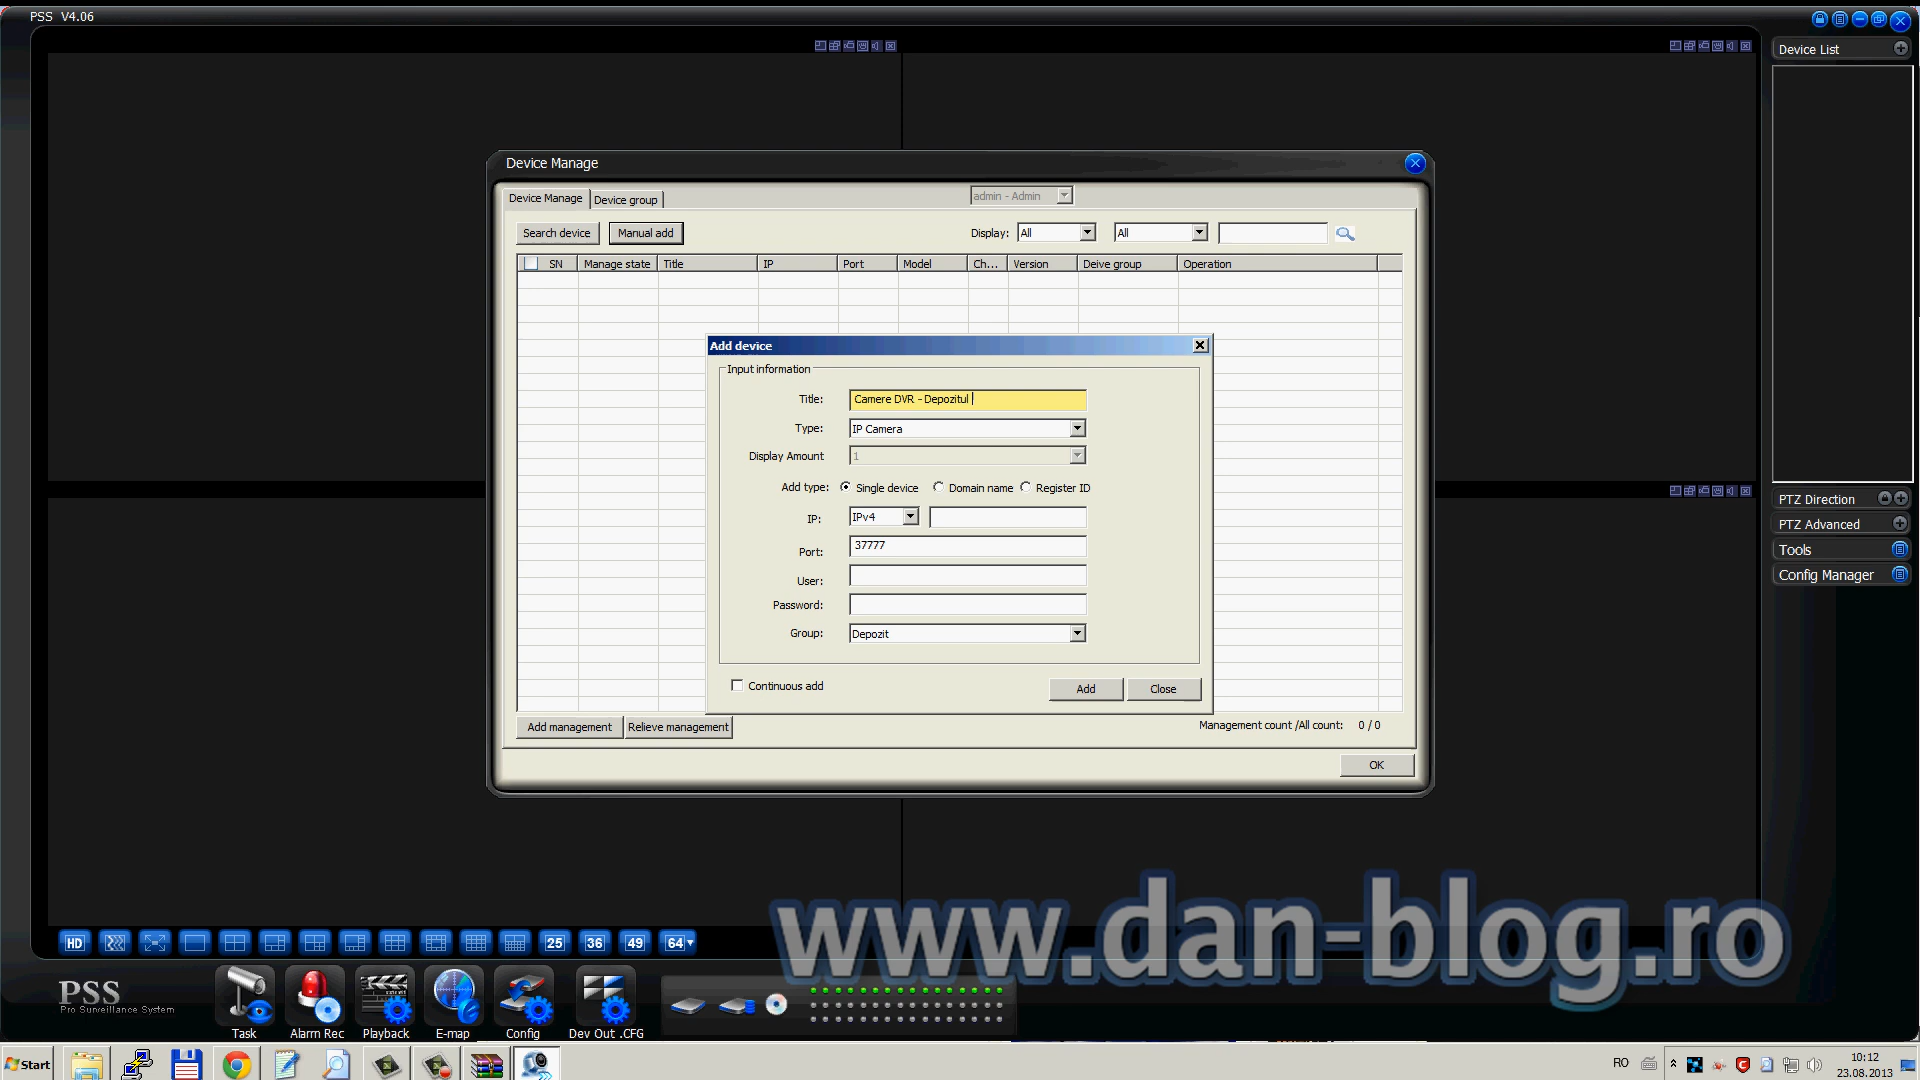 PSS V4.06
Device List
Device Manage
Device Manage
Device group
admin - Admin
Search device
Manual add
Display:
All
All
SN
Manage state
Title
IP
Port
Model
Ch...
Version
Deive group
Operation
Add device
Input information
Title:
Camere DVR - Depozitul
Type:
IP Camera
Display Amount
1
Add type:
Single device
Domain name
Register ID
IP:
IPv4
Port:
37777
User:
Password:
Group:
Depozit
Continuous add
Add
Close
Add management
Relieve management
Management count /All count: 0 / 0
OK
PTZ Direction
PTZ Advanced
Tools
Config Manager
www.dan-blog.ro
HD
25
36
49
64
PSS
Pro Surveillance System
Task
Alarm Rec
Playback
E-map
Config
Dev Out .CFG
Start
RO
10:12
23.08.2013